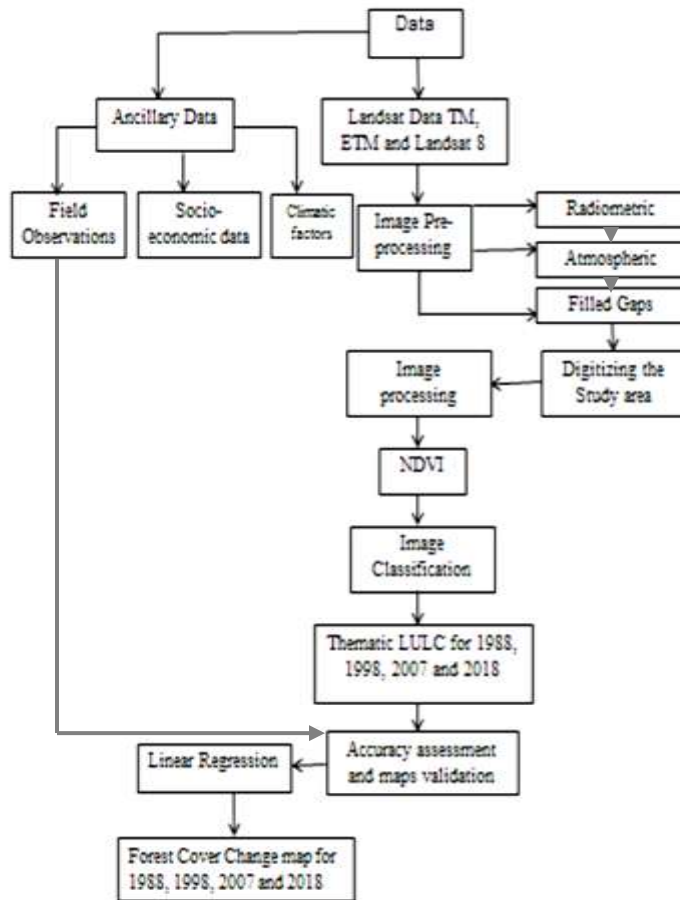 Data
Ancillary Data
Landsat Data TM,
ETM and Landsat 8
Field
Observations
Socio-
economic data
Climatic
factors
Image Pre-
processing
Radiometric
Atmospheric
Filled Gaps
Digitizing the
Study area
Image
processing
NDVI
Image
Classification
Thematic LULC for 1988,
1998, 2007 and 2018
Accuracy assessment
and maps validation
Linear Regression
Forest Cover Change map for
1988, 1998, 2007 and 2018